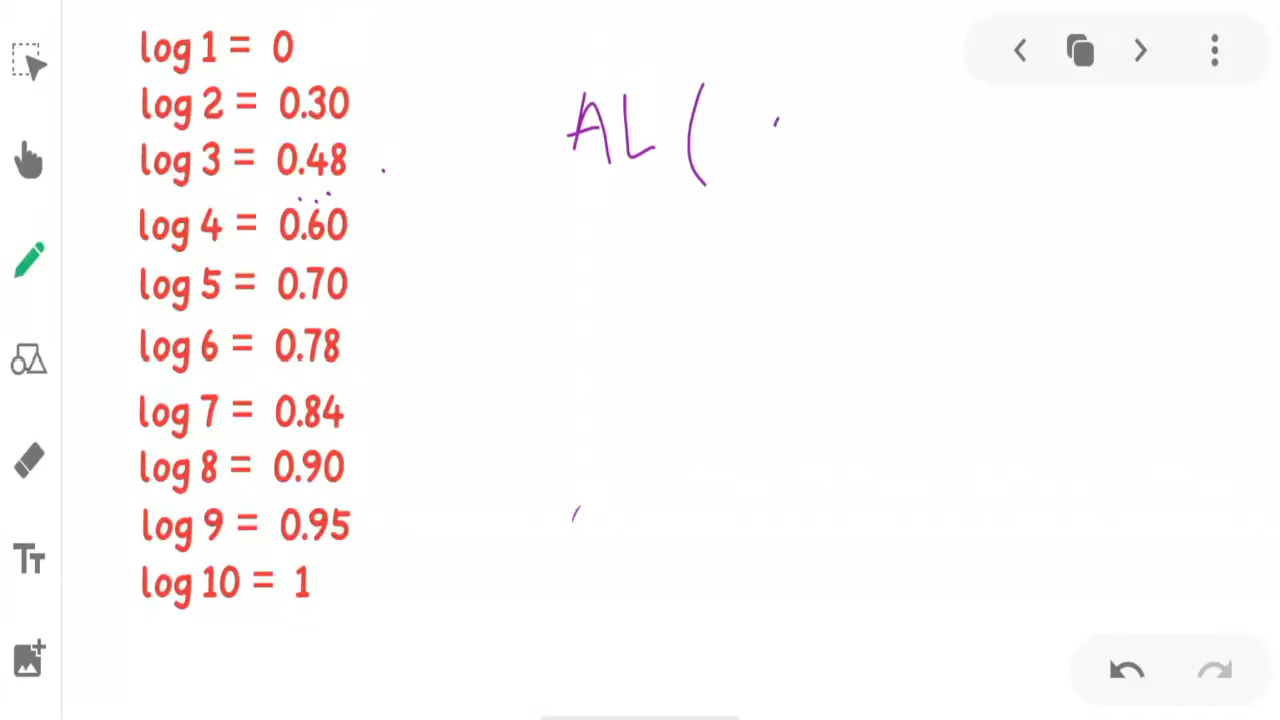 log 1 = 0
log 2 = 0.30
log 3 = 0.48
log 4 = 0.60
log 5 = 0.70
log 6 = 0.78
log 7 = 0.84
log 8 = 0.90
log 9 = 0.95
log 10 = 1
AL (
TT